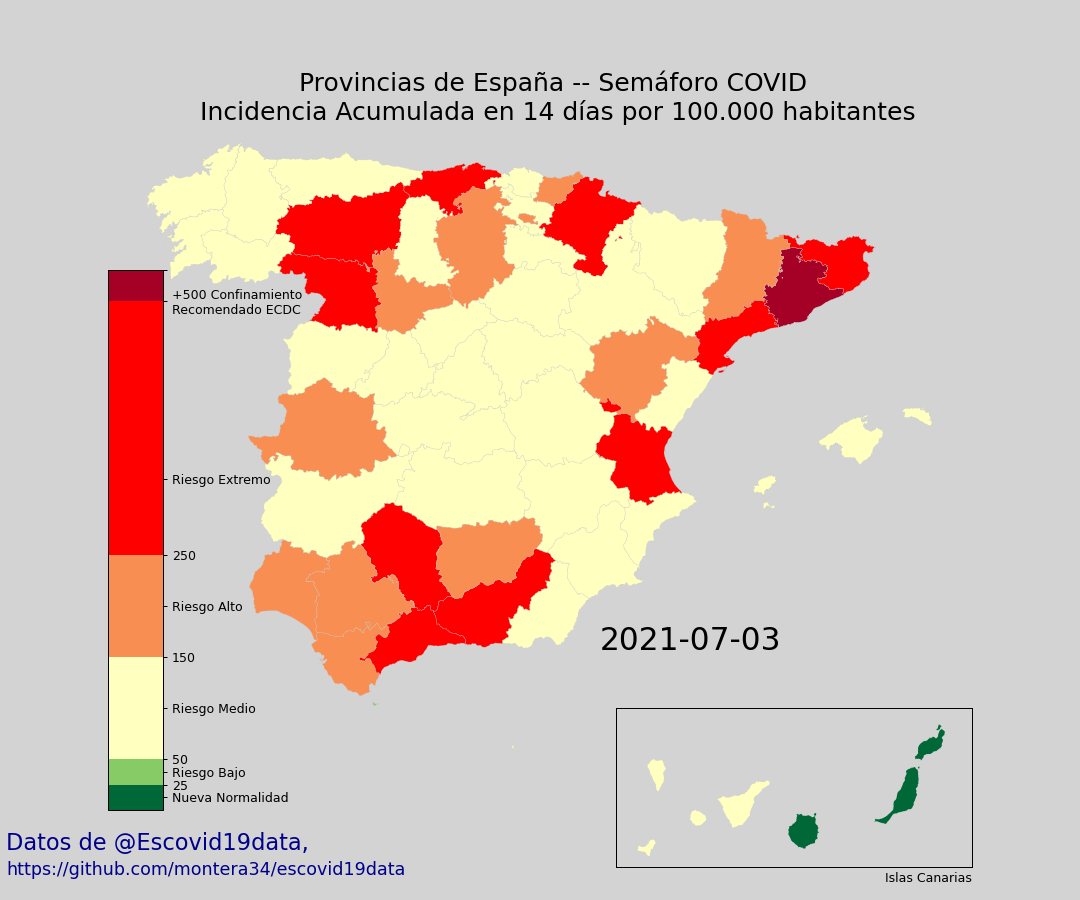 Provincias de España -- Semáforo COVID
Incidencia Acumulada en 14 días por 100.000 habitantes
+500 Confinamiento
Recomendado ECDC
Riesgo Extremo
250
Riesgo Alto
150
Riesgo Medio
50
Riesgo Bajo
25
Nueva Normalidad
2021-07-03
Islas Canarias
Datos de @Escovid19data,
https://github.com/montera34/escovid19data